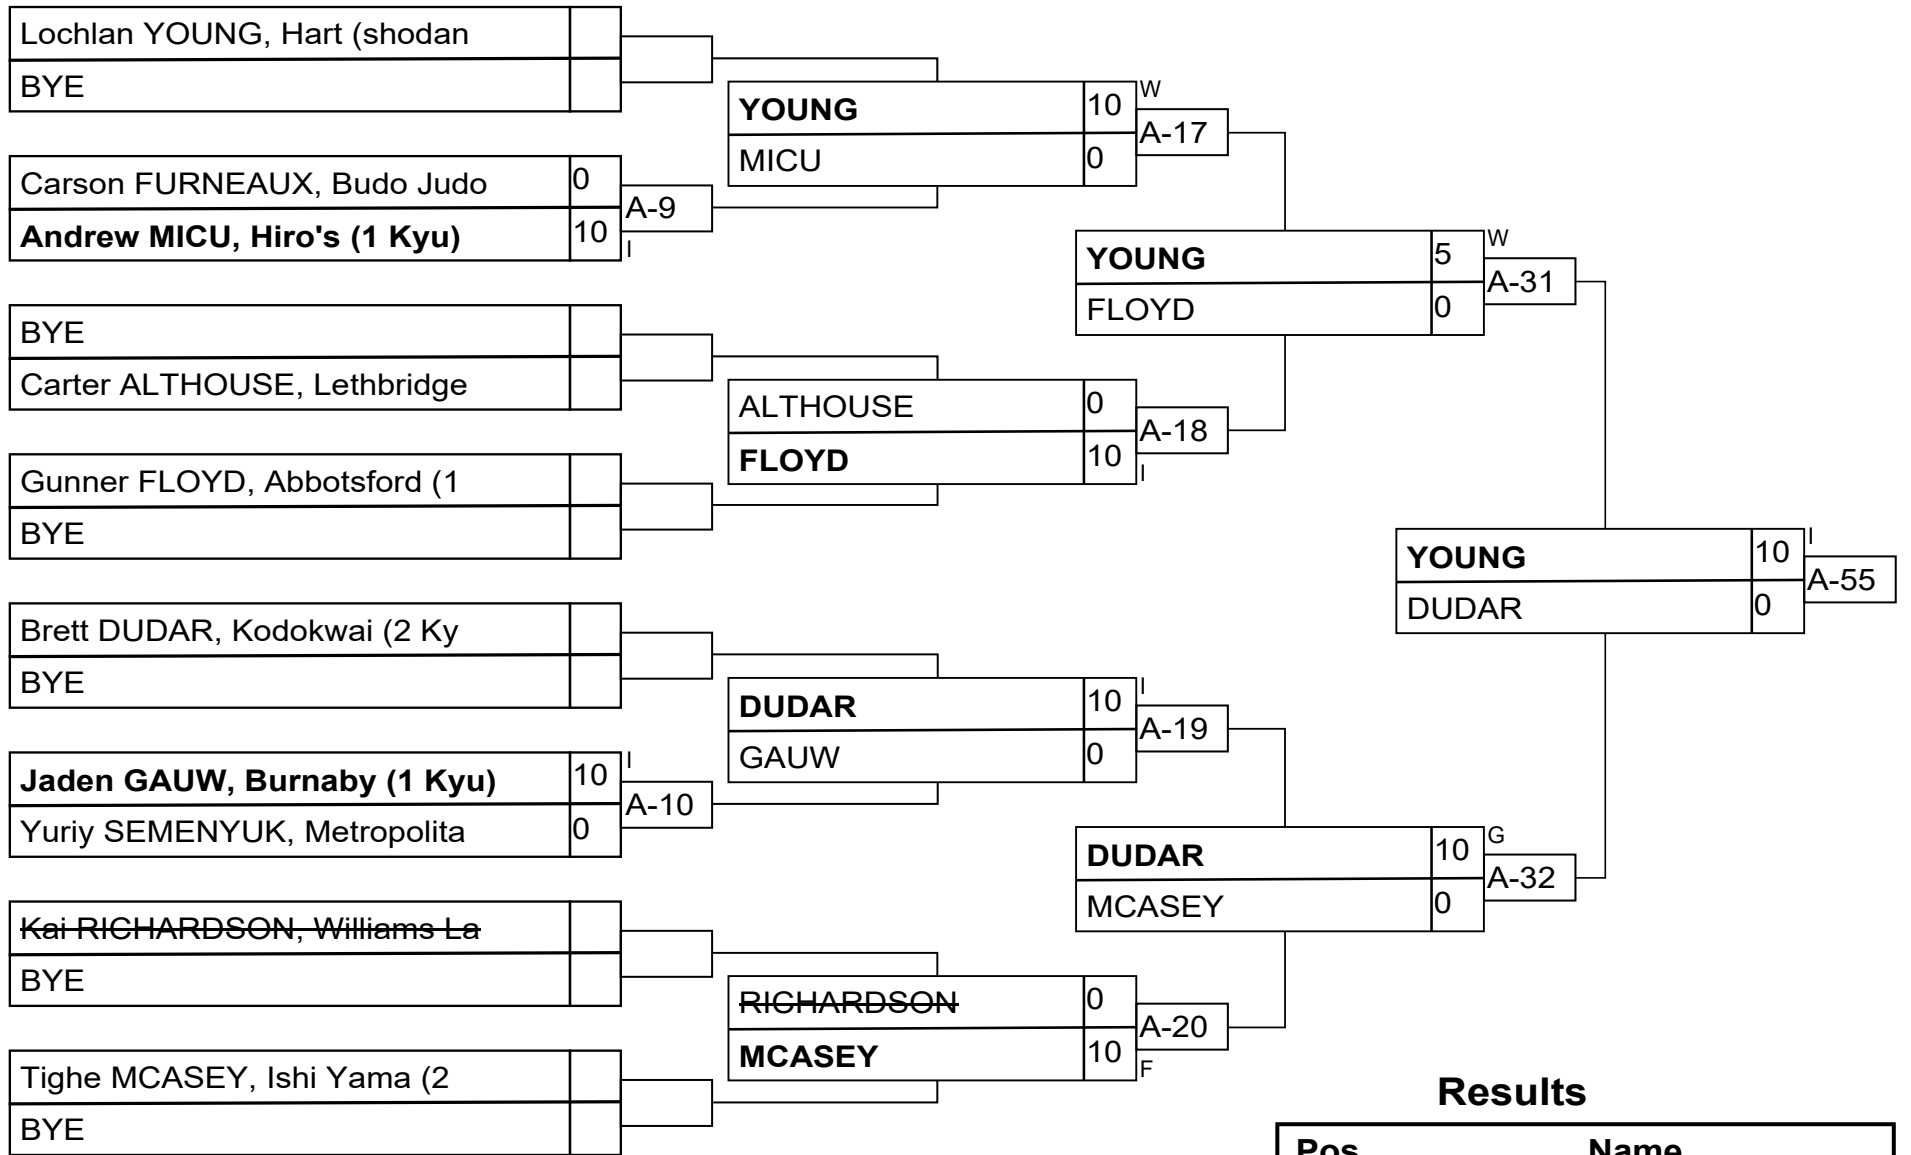 Lochlan YOUNG, Hart (shodan
BYE
Carson FURNEAUX, Budo Judo 0
A-9
Andrew MICU, Hiro's (1 Kyu) 10
I
BYE
Carter ALTHOUSE, Lethbridge
Gunner FLOYD, Abbotsford (1
BYE
Brett DUDAR, Kodokwai (2 Ky
BYE
Jaden GAUW, Burnaby (1 Kyu) 10
I
A-10
Yuriy SEMENYUK, Metropolita 0
Kai RICHARDSON, Williams La
BYE
Tighe MCASEY, Ishi Yama (2
BYE
YOUNG 10
W
A-17
MICU 0
ALTHOUSE 0
A-18
FLOYD 10
I
DUDAR 10
I
A-19
GAUW 0
RICHARDSON 0
A-20
MCASEY 10
F
YOUNG 5
W
A-31
FLOYD 0
DUDAR 10
G
A-32
MCASEY 0
YOUNG 10
I
A-55
DUDAR 0
Results
Pos Name